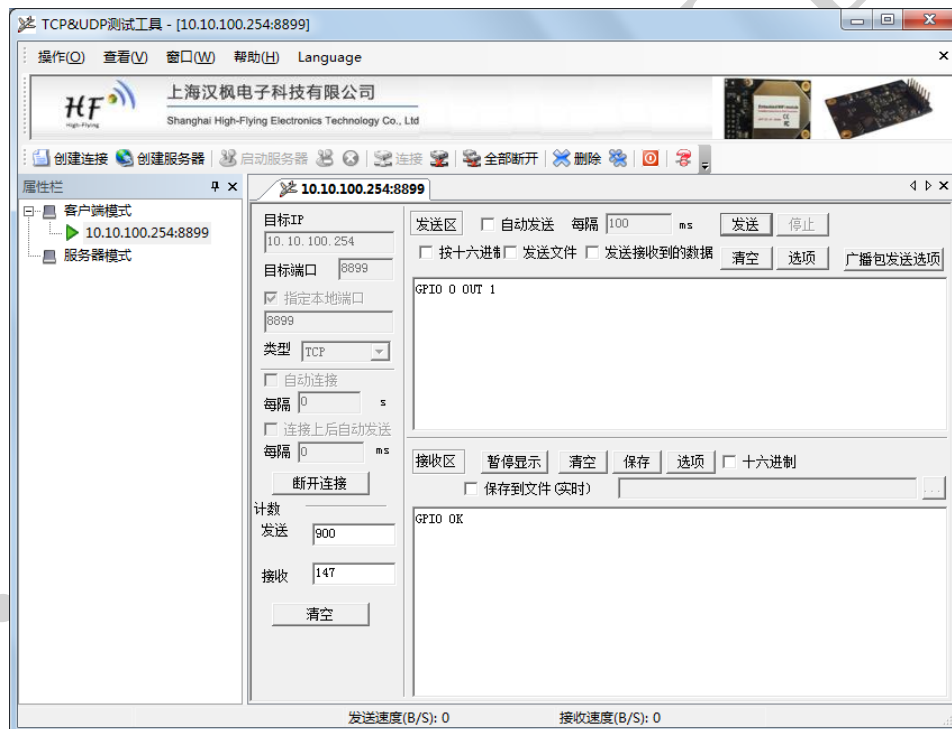 TCP&UDP测试工具 - [10.10.100.254:8899]
操作(O) 查看(V) 窗口(W) 帮助(H) Language
HF
High-Flying
上海汉枫电子科技有限公司
Shanghai High-Flying Electronics Technology Co., Ltd
创建连接 创建服务器 启动服务器 连接 全部断开 删除
属性栏
客户端模式
10.10.100.254:8899
服务器模式
10.10.100.254:8899
目标IP
10.10.100.254
目标端口 8899
指定本地端口
8899
类型 TCP
自动连接
每隔 0 s
连接上后自动发送
每隔 0 ms
断开连接
计数
发送 900
接收 147
清空
发送区 自动发送 每隔 100 ms 发送 停止
按十六进制 发送文件 发送接收到的数据 清空 选项 广播包发送选项
GPIO 0 OUT 1
接收区 暂停显示 清空 保存 选项 十六进制
保存到文件(实时) ...
GPIO OK
发送速度(B/S): 0 接收速度(B/S): 0